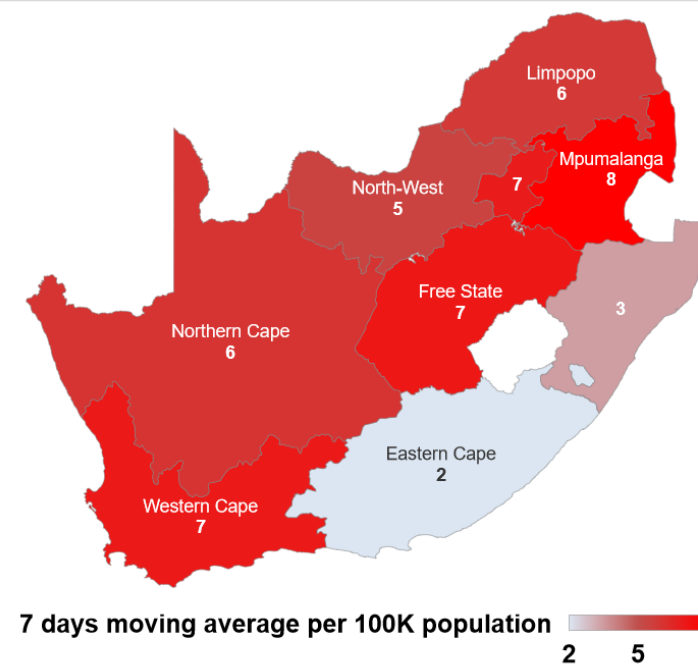 Limpopo
6
Mpumalanga
8
7
North-West
5
Free State
7
3
Northern Cape
6
Eastern Cape
2
Western Cape
7
7 days moving average per 100K population
2 5